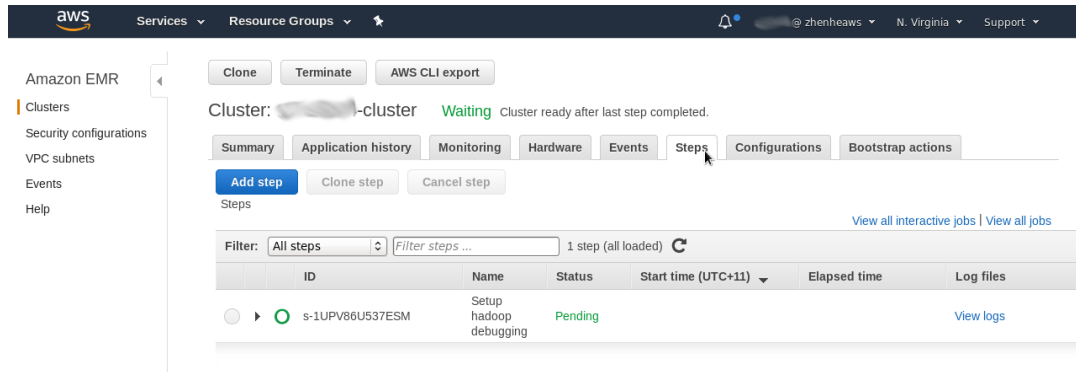 aws Services Resource Groups @ zhenheaws N. Virginia Support
Amazon EMR
Clusters
Security configurations
VPC subnets
Events
Help
Clone Terminate AWS CLI export
Cluster: -cluster Waiting Cluster ready after last step completed.
Summary Application history Monitoring Hardware Events Steps Configurations Bootstrap actions
Add step Clone step Cancel step
Steps
View all interactive jobs | View all jobs
Filter: All steps Filter steps ... 1 step (all loaded)
ID Name Status Start time (UTC+11) Elapsed time Log files
s-1UPV86U537ESM Setup hadoop debugging Pending View logs